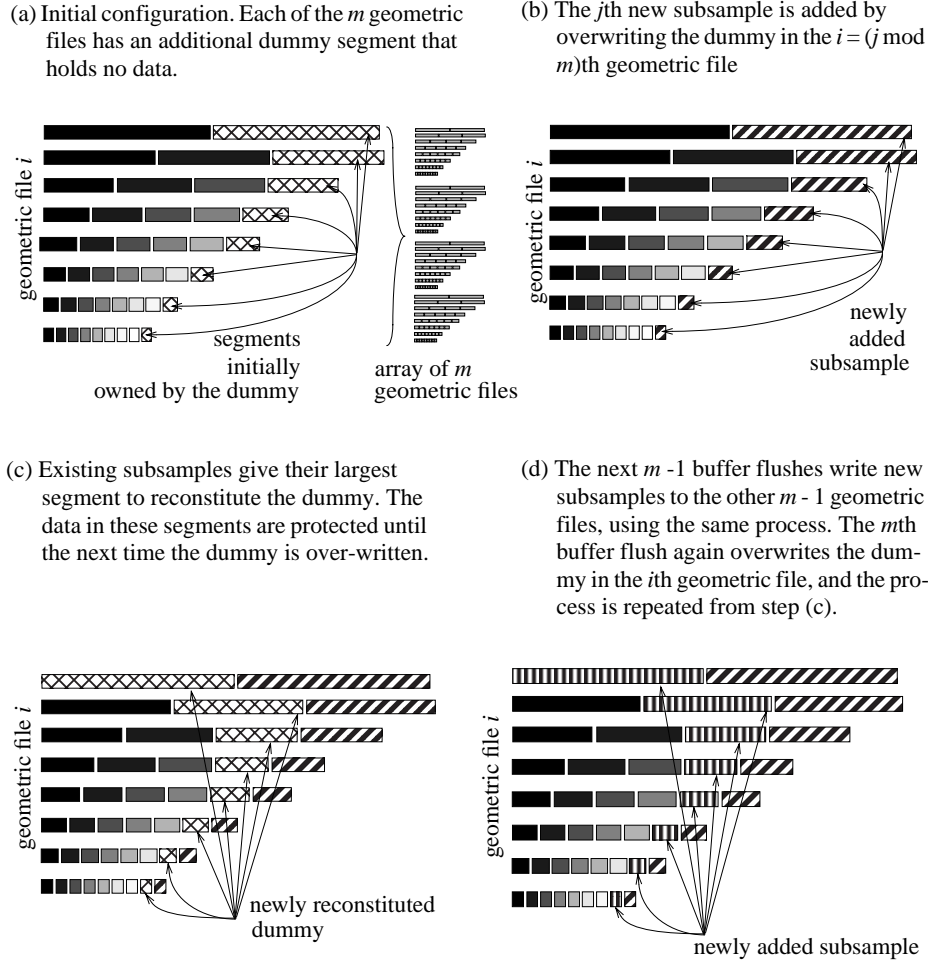 (a) Initial configuration. Each of the m geometric
files has an additional dummy segment that
holds no data.
geometric file i
segments
initially
owned by the dummy
array of m
geometric files
(b) The jth new subsample is added by
overwriting the dummy in the i = (j mod
m)th geometric file
geometric file i
newly
added
subsample
(c) Existing subsamples give their largest
segment to reconstitute the dummy. The
data in these segments are protected until
the next time the dummy is over-written.
geometric file i
newly reconstituted
dummy
(d) The next m -1 buffer flushes write new
subsamples to the other m - 1 geometric
files, using the same process. The mth
buffer flush again overwrites the dum-
my in the ith geometric file, and the pro-
cess is repeated from step (c).
geometric file i
newly added subsample